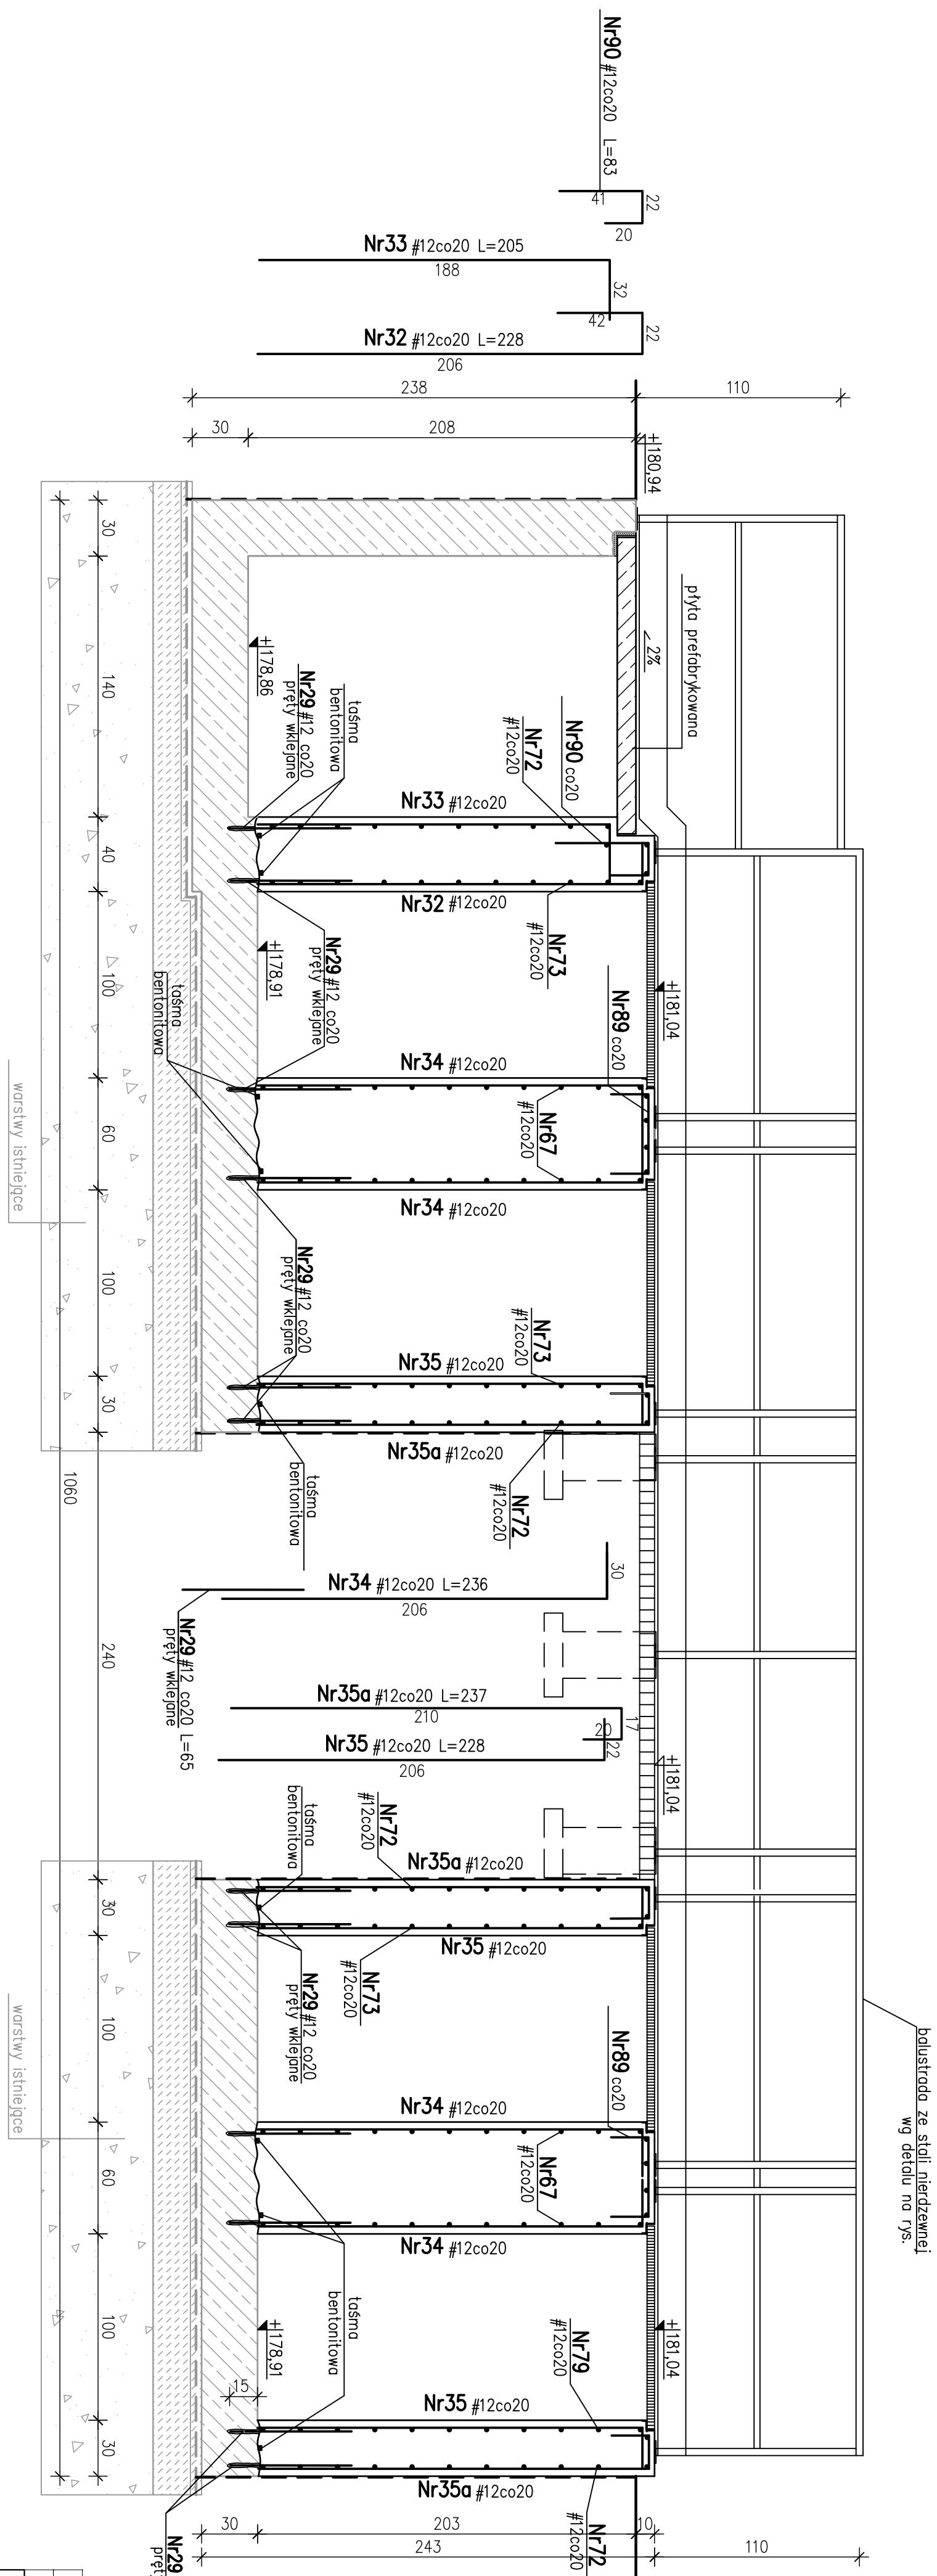 Nr90 #12co20 L=83
41
22
20
Nr33 #12co20 L=205
188
32
42
22
Nr32 #12co20 L=228
206
238
110
30
208
+180,94
płyta prefabrykowana
2%
+178,86
Nr29 #12 co20
pręty wklejane
taśma
bentonitowa
Nr72
#12co20
Nr90 co20
Nr33 #12co20
Nr32 #12co20
Nr73
#12co20
+178,91
Nr29 #12 co20
pręty wklejane
taśma
bentonitowa
Nr89 co20
+181,04
Nr34 #12co20
Nr67
#12co20
Nr34 #12co20
warstwy istniejące
Nr29 #12 co20
pręty wklejane
Nr73
#12co20
Nr35 #12co20
Nr35a #12co20
taśma
bentonitowa
Nr72
#12co20
30
140
40
100
60
100
30
240
30
100
60
100
30
1060
Nr34 #12co20 L=236
206
30
Nr29 #12 co20 L=65
pręty wklejane
Nr35a #12co20 L=237
210
17
20
22
Nr35 #12co20 L=228
206
+181,04
taśma
bentonitowa
Nr72
#12co20
Nr35a #12co20
Nr35 #12co20
Nr29 #12 co20
pręty wklejane
Nr73
#12co20
Nr89 co20
balustrada ze stali nierdzewnej
wg detalu na rys.
warstwy istniejące
Nr34 #12co20
Nr67
#12co20
Nr34 #12co20
taśma
bentonitowa
+178,91
+181,04
Nr79
#12co20
15
Nr35 #12co20
Nr35a #12co20
Nr72
#12co20
Nr29
pręt
30
203
10
243
110